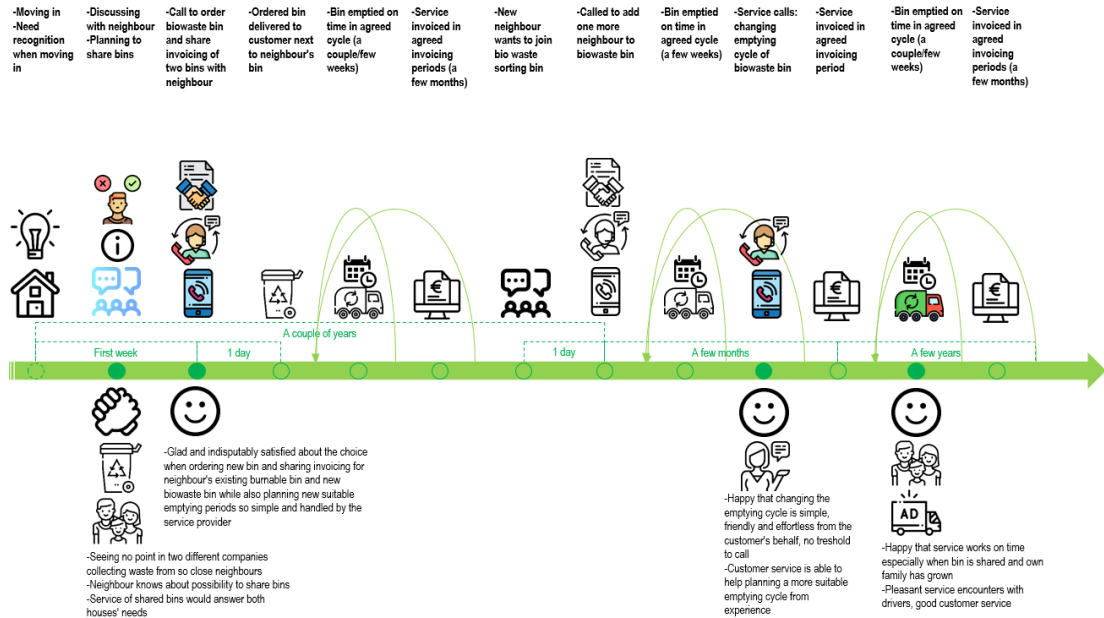 -Moving in
-Need
recognition
when moving
in
-Discussing
with neighbour
-Planning to
share bins
-Call to order
biowaste bin
and share
invoicing of
two bins with
neighbour
-Ordered bin
delivered to
customer next
to neighbour's
bin
-Bin emptied on
time in agreed
cycle (a
couple/few
weeks)
-Service
invoiced in
agreed
invoicing
periods (a
few months)
-New
neighbour
wants to join
bio waste
sorting bin
-Called to add
one more
neighbour to
biowaste bin
-Bin emptied
on time in
agreed cycle
(a few weeks)
-Service calls:
changing
emptying
cycle of
biowaste bin
-Service
invoiced in
agreed
invoicing
period
-Bin emptied on
time in agreed
cycle (a
couple/few
weeks)
-Service
invoiced in
agreed
invoicing
periods (a
few months)
A couple of years
First week
1 day
1 day
A few months
A few years
-Glad and indisputably satisfied about the choice
when ordering new bin and sharing invoicing for
neighbour's existing burnable bin and new
biowaste bin while also planning new suitable
emptying periods so simple and handled by the
service provider
-Seeing no point in two different companies
collecting waste from so close neighbours
-Neighbour knows about possibility to share bins
-Service of shared bins would answer both
houses' needs
-Happy that changing the
emptying cycle is simple,
friendly and effortless from the
customer's behalf, no treshold
to call
-Customer service is able to
help planning a more suitable
emptying cycle from
experience
AD
-Happy that service works on time
especially when bin is shared and own
family has grown
-Pleasant service encounters with
drivers, good customer service